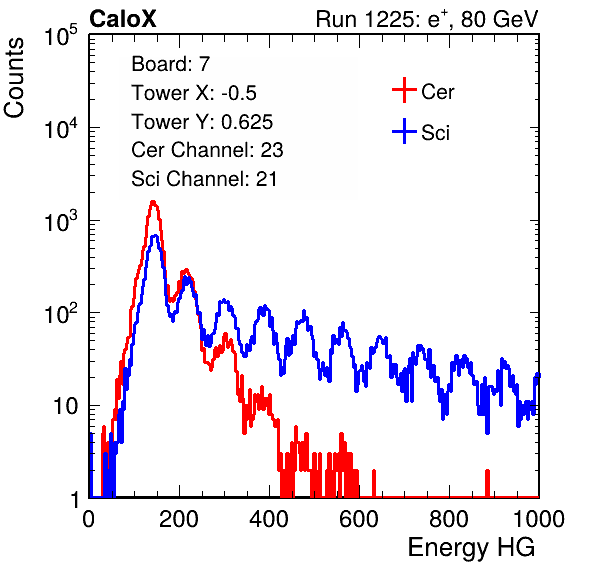 CaloX Run 1225: e⁺, 80 GeV
Counts
Board: 7
Tower X: -0.5
Tower Y: 0.625
Cer Channel: 23
Sci Channel: 21
Cer
Sci
10⁵
10⁴
10³
10²
10
1
0 200 400 600 800 1000
Energy HG